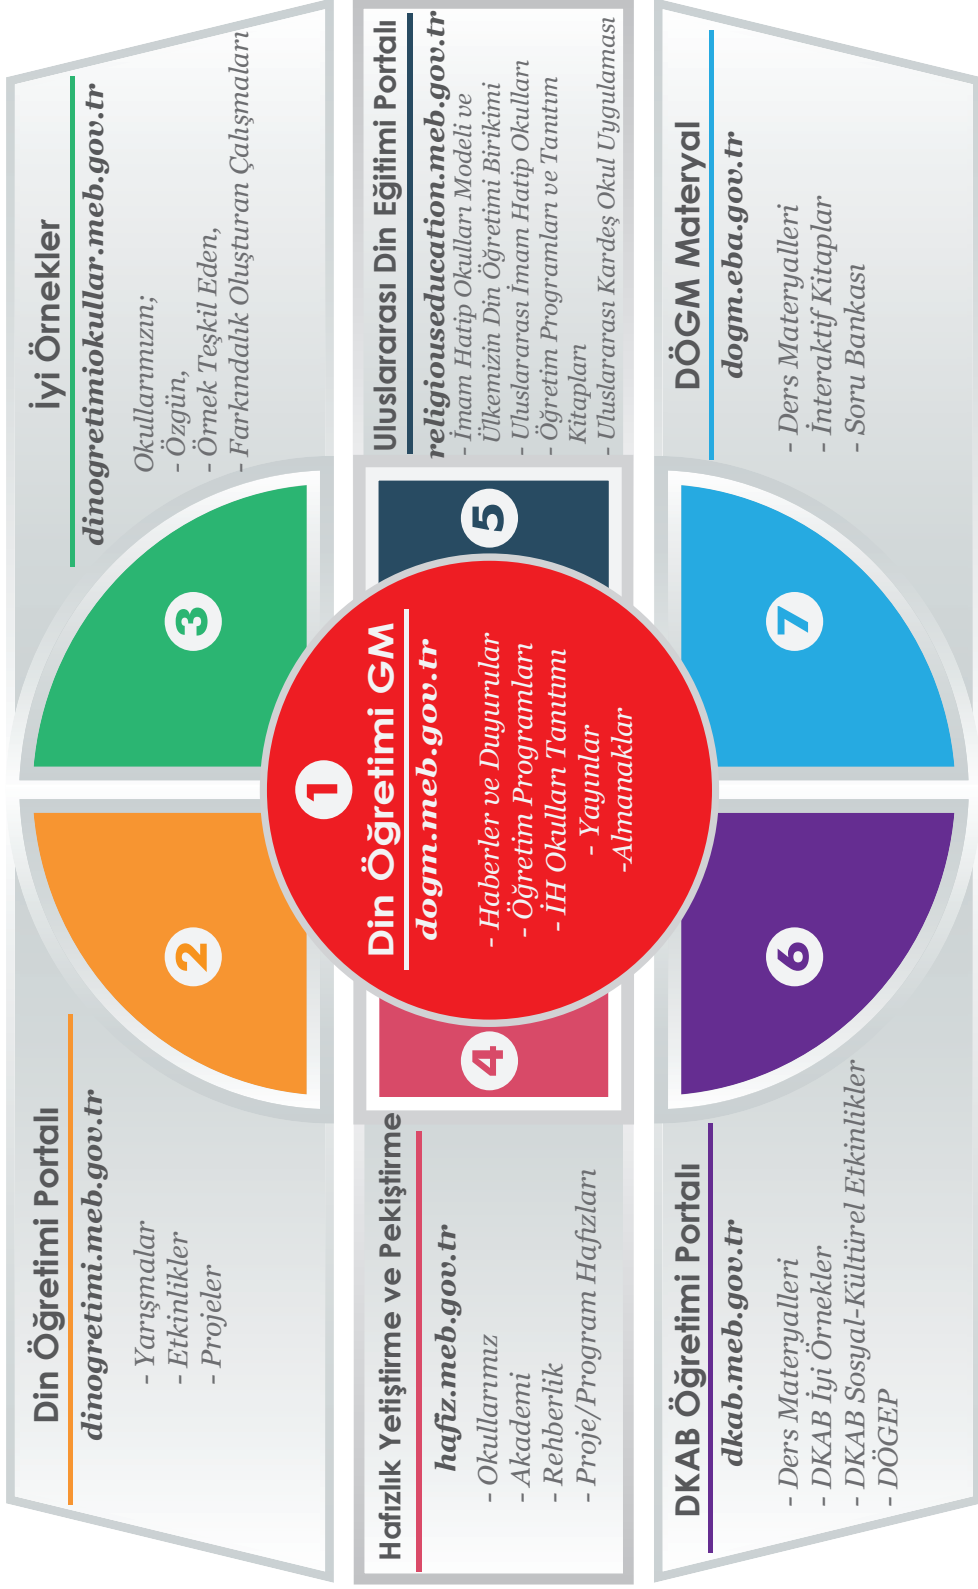 1
Din Öğretimi GM
dogm.meb.gov.tr
- Haberler ve Duyurular
- Öğretim Programları
- İH Okulları Tanıtımı
- Yayınlar
-Almanaklar
2
Din Öğretimi Portalı
dinogretimi.meb.gov.tr
- Yarışmalar
- Etkinlikler
- Projeler
3
İyi Örnekler
dinogretimiokullar.meb.gov.tr
Okullarımızın;
- Özgün,
- Örnek Teşkil Eden,
- Farkındalık Oluşturan Çalışmaları
4
Hafızlık Yetiştirme ve Pekiştirme
hafiz.meb.gov.tr
- Okullarımız
- Akademi
- Rehberlik
- Proje/Program Hafızları
5
Uluslararası Din Eğitimi Portalı
religiouseducation.meb.gov.tr
- İmam Hatip Okulları Modeli ve
Ülkemizin Din Öğretimi Birikimi
- Uluslararası İmam Hatip Okulları
- Öğretim Programları ve Tanıtım
Kitapları
- Uluslararası Kardeş Okul Uygulaması
6
DKAB Öğretimi Portalı
dkab.meb.gov.tr
- Ders Materyalleri
- DKAB İyi Örnekler
- DKAB Sosyal-Kültürel Etkinlikler
- DÖGEP
7
DÖGM Materyal
dogm.eba.gov.tr
- Ders Materyalleri
- İnteraktif Kitaplar
- Soru Bankası